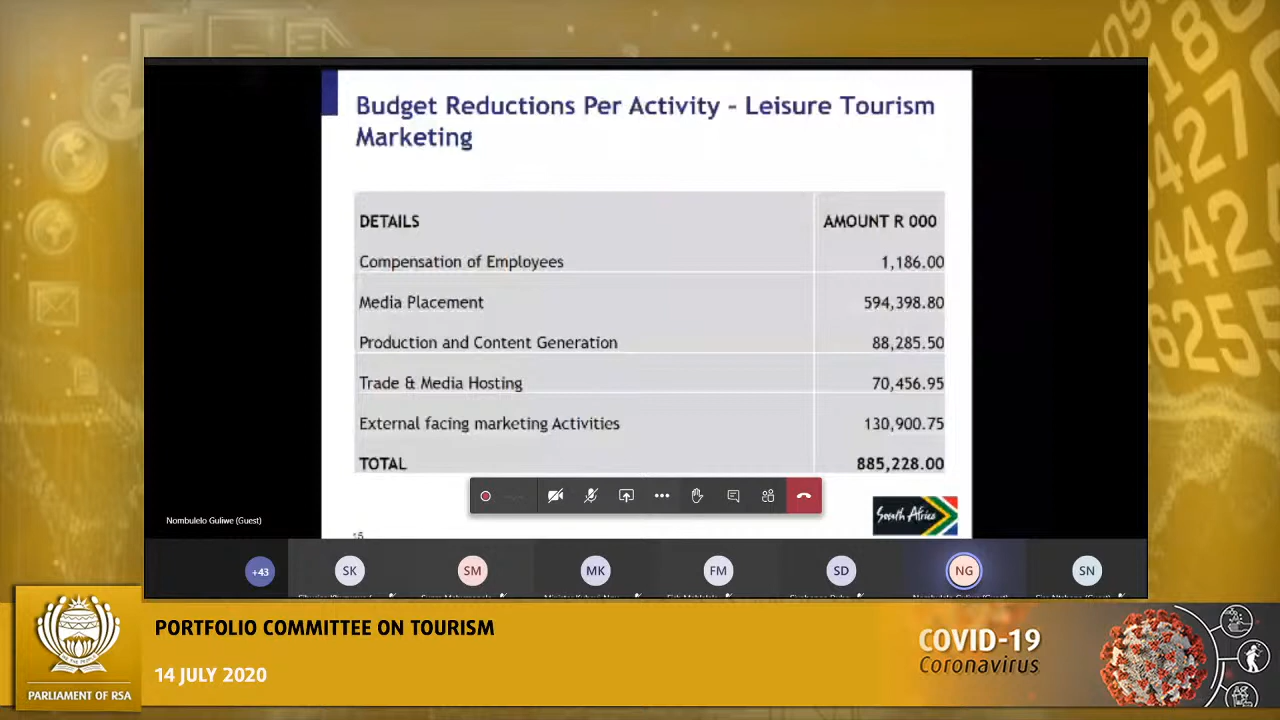 Budget Reductions Per Activity - Leisure Tourism
Marketing
DETAILS AMOUNT R 000
Compensation of Employees 1,186.00
Media Placement 594,398.80
Production and Content Generation 88,285.50
Trade & Media Hosting 70,456.95
External facing marketing Activities 130,900.75
TOTAL 885,228.00
South Africa
Nombulelo Guliwe (Guest)
15
+43 SK SM MK FM SD NG SN
PORTFOLIO COMMITTEE ON TOURISM
14 JULY 2020
PARLIAMENT OF RSA
COVID-19
Coronavirus